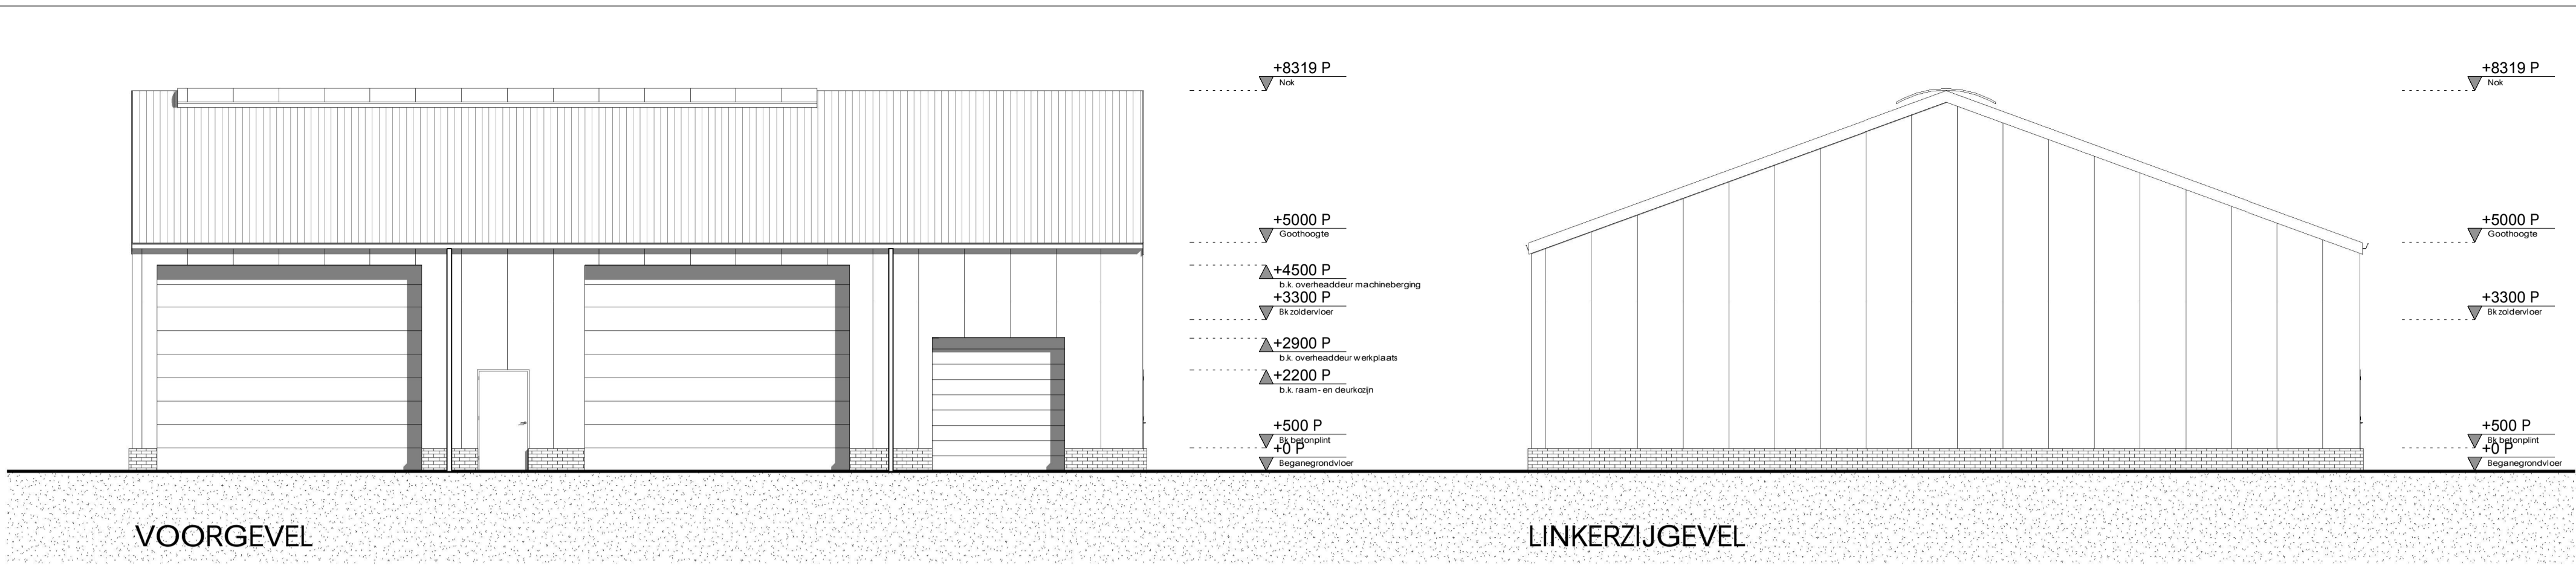 +8319 P
Nok
+5000 P
Goothoogte
+4500 P
b.k. overheaddeur machineberging
+3300 P
Bk zoldervloer
+2900 P
b.k. overheaddeur werkplaats
+2200 P
b.k. raam- en deurkozijn
+500 P
Bk betonplint
+0 P
Beganegrondvloer
VOORGEVEL
+8319 P
Nok
+5000 P
Goothoogte
+3300 P
Bk zoldervloer
+500 P
Bk betonplint
+0 P
Beganegrondvloer
LINKERZIJGEVEL